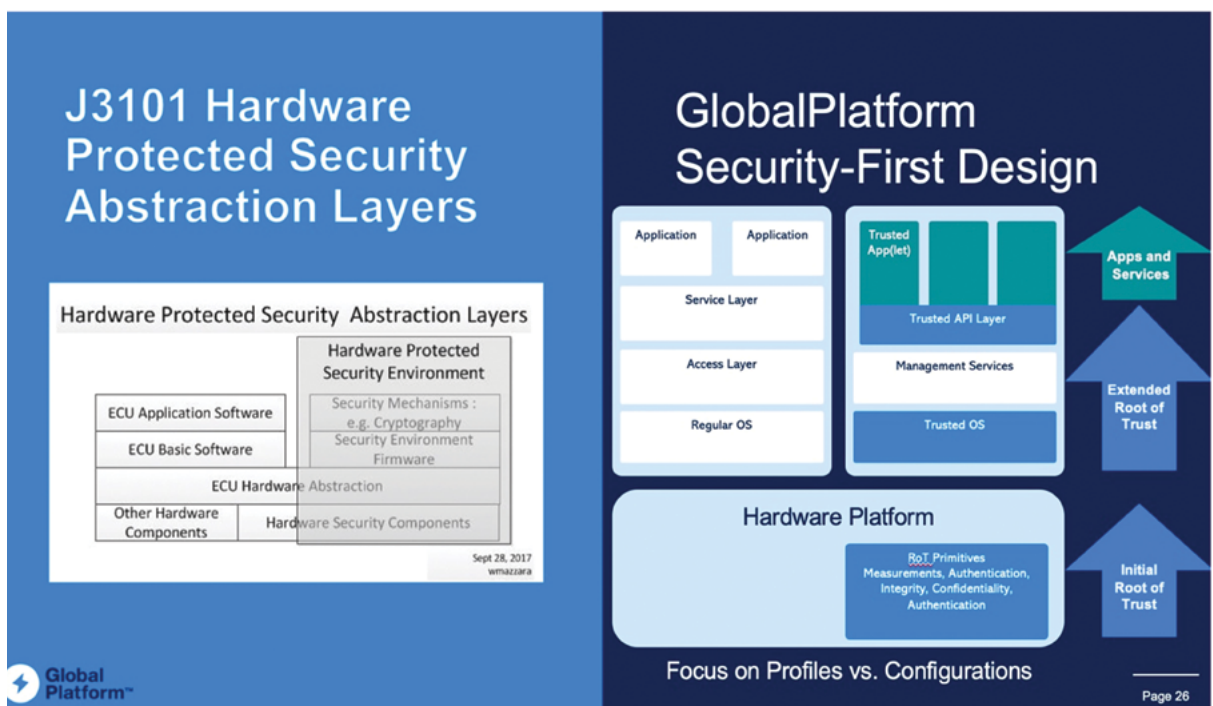 J3101 Hardware
Protected Security
Abstraction Layers
Hardware Protected Security Abstraction Layers
Hardware Protected
Security Environment
ECU Application Software
Security Mechanisms :
e.g. Cryptography
ECU Basic Software
Security Environment
Firmware
ECU Hardware Abstraction
Other Hardware
Components
Hardware Security Components
Sept 28, 2017
wmazzara
Global
Platform™
GlobalPlatform
Security-First Design
Application
Application
Service Layer
Access Layer
Regular OS
Trusted
App(let)
Trusted API Layer
Management Services
Trusted OS
Apps and
Services
Extended
Root of
Trust
Hardware Platform
RoT Primitives
Measurements, Authentication,
Integrity, Confidentiality,
Authentication
Initial
Root of
Trust
Focus on Profiles vs. Configurations
Page 26